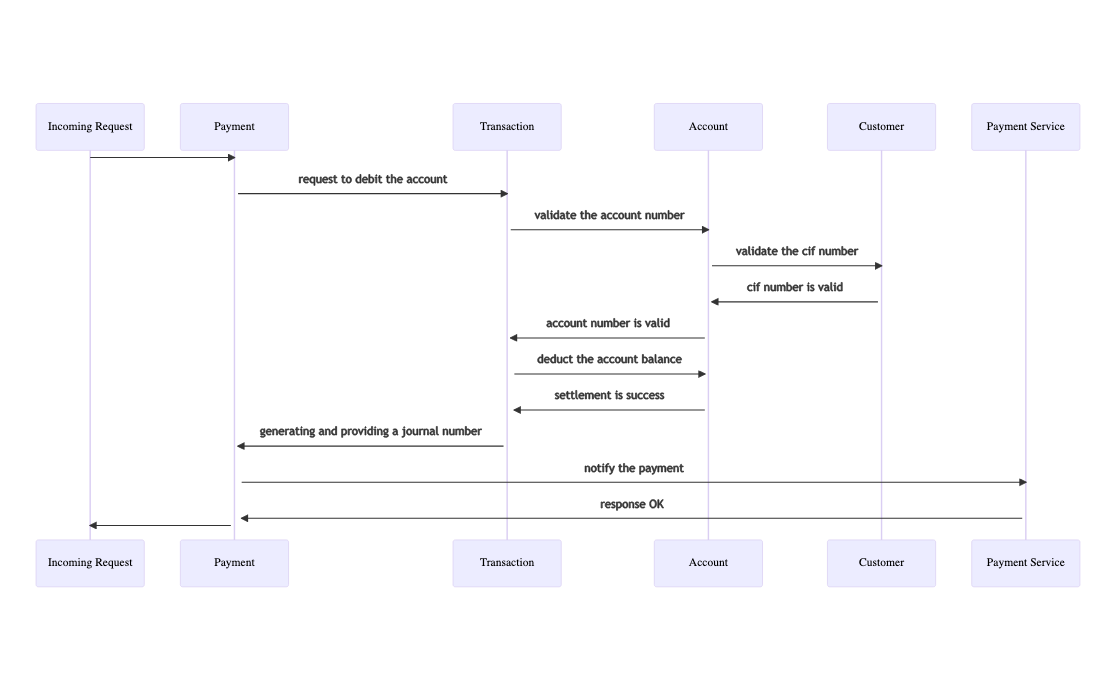 Incoming Request
Payment
Transaction
Account
Customer
Payment Service
request to debit the account
validate the account number
validate the cif number
cif number is valid
account number is valid
deduct the account balance
settlement is success
generating and providing a journal number
notify the payment
response OK
Incoming Request
Payment
Transaction
Account
Customer
Payment Service